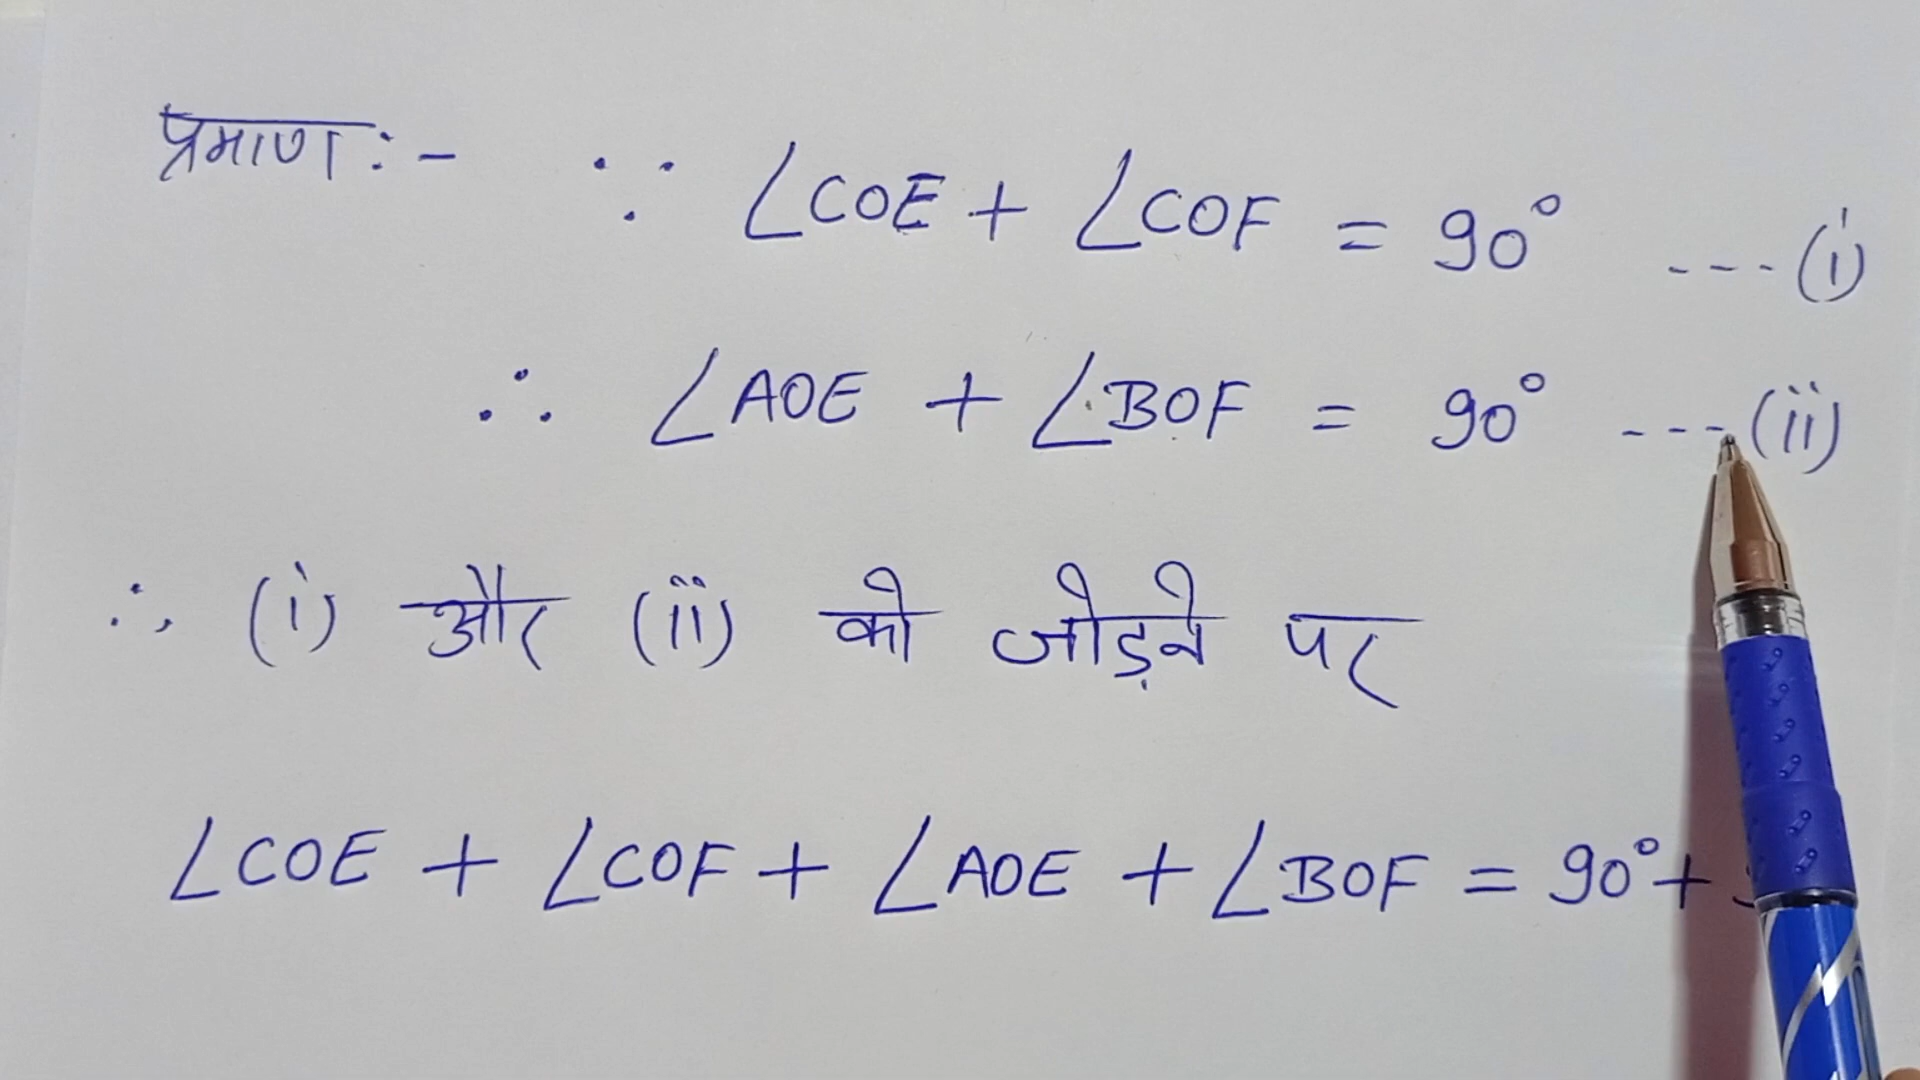 प्रमाण:- ∵ ∠COE + ∠COF = 90° ---(i)
∴ ∠AOE + ∠BOF = 90° ---(ii)
∴, (i) और (ii) को जोड़ने पर
∠COE + ∠COF + ∠AOE + ∠BOF = 90° +